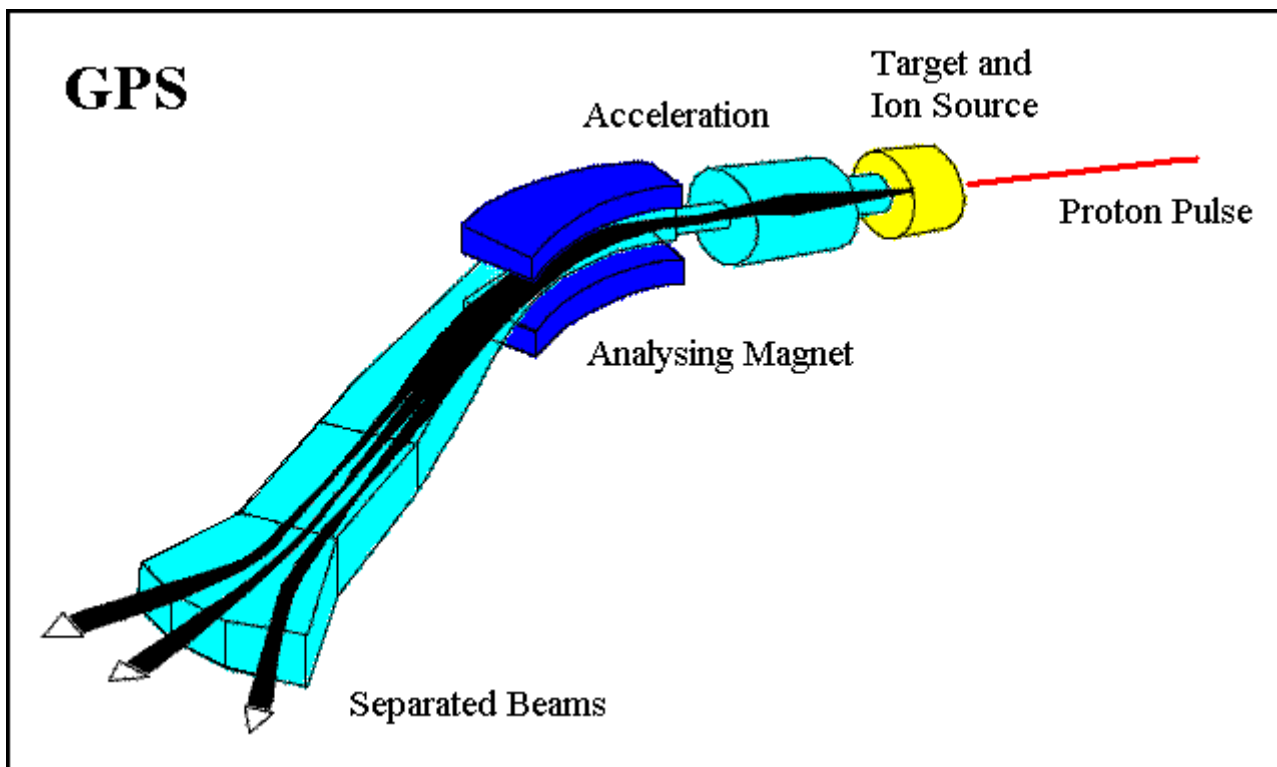 GPS
Target and
Ion Source
Acceleration
Proton Pulse
Analysing Magnet
Separated Beams